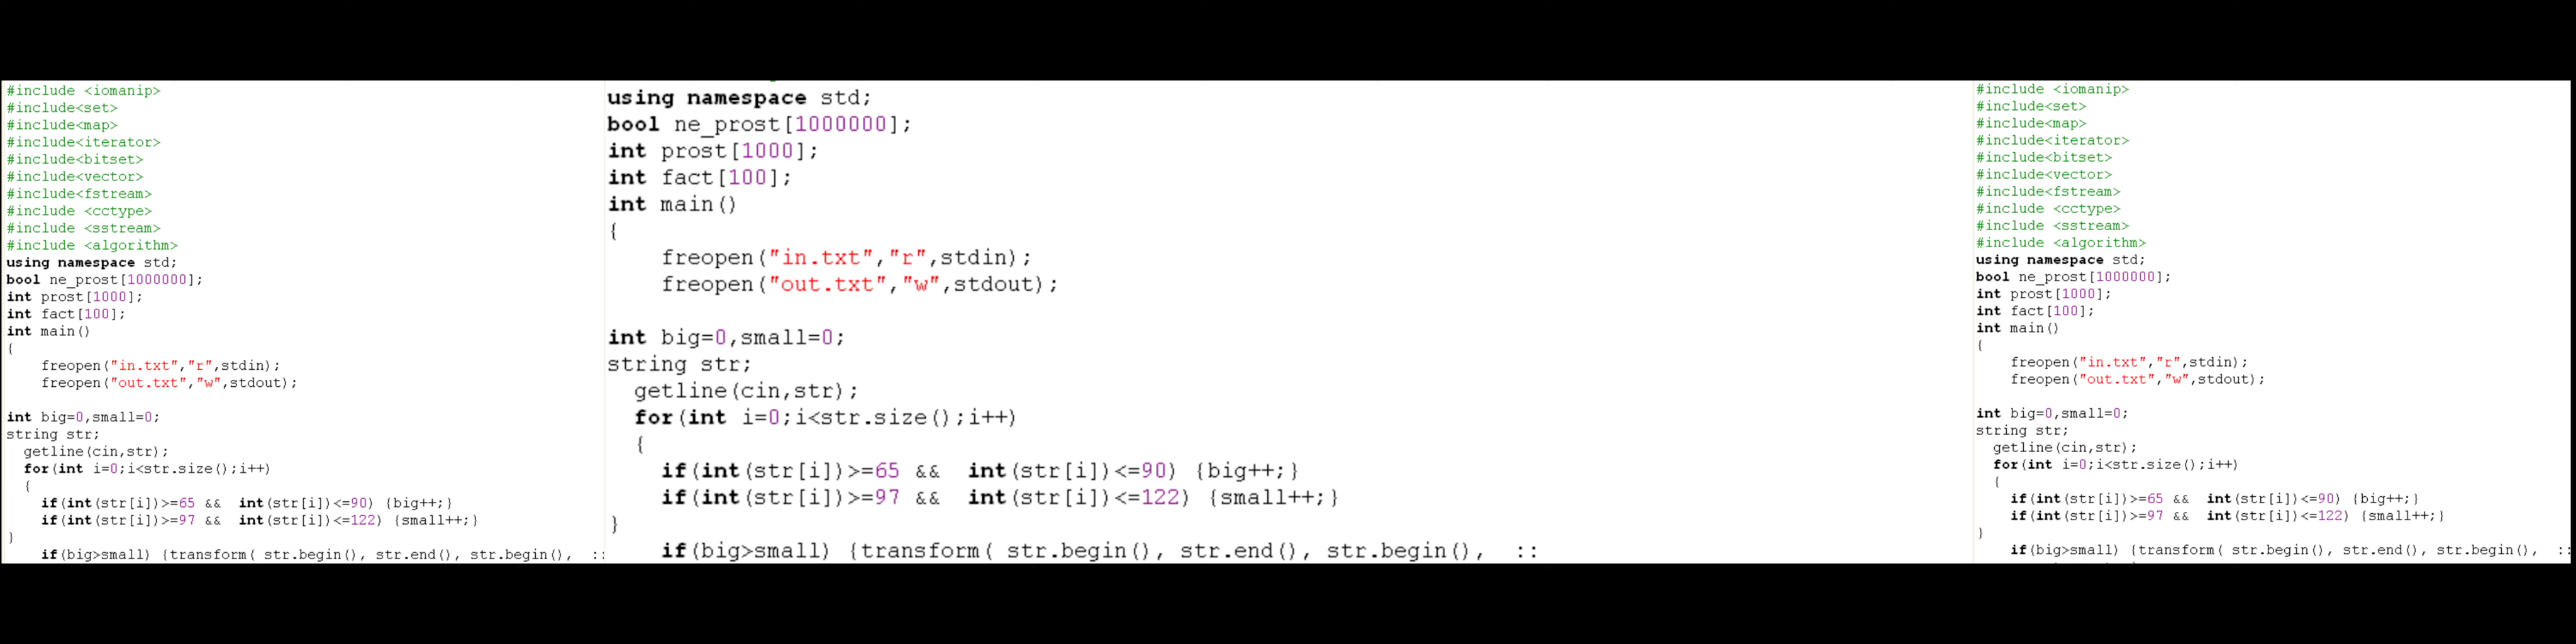 #include <iomanip>
#include<set>
#include<map>
#include<iterator>
#include<bitset>
#include<vector>
#include<fstream>
#include <cctype>
#include <sstream>
#include <algorithm>
using namespace std;
bool ne_prost[1000000];
int prost[1000];
int fact[100];
int main()
{
freopen("in.txt","r",stdin);
freopen("out.txt","w",stdout);
int big=0,small=0;
string str;
getline(cin,str);
for(int i=0;i<str.size();i++)
{
if(int(str[i])>=65 && int(str[i])<=90) {big++;}
if(int(str[i])>=97 && int(str[i])<=122) {small++;}
}
if(big>small) {transform( str.begin(), str.end(), str.begin(), ::
using namespace std;
bool ne_prost[1000000];
int prost[1000];
int fact[100];
int main()
{
freopen("in.txt","r",stdin);
freopen("out.txt","w",stdout);
int big=0,small=0;
string str;
getline(cin,str);
for(int i=0;i<str.size();i++)
{
if(int(str[i])>=65 && int(str[i])<=90) {big++;}
if(int(str[i])>=97 && int(str[i])<=122) {small++;}
}
if(big>small) {transform( str.begin(), str.end(), str.begin(), ::
#include <iomanip>
#include<set>
#include<map>
#include<iterator>
#include<bitset>
#include<vector>
#include<fstream>
#include <cctype>
#include <sstream>
#include <algorithm>
using namespace std;
bool ne_prost[1000000];
int prost[1000];
int fact[100];
int main()
{
freopen("in.txt","r",stdin);
freopen("out.txt","w",stdout);
int big=0,small=0;
string str;
getline(cin,str);
for(int i=0;i<str.size();i++)
{
if(int(str[i])>=65 && int(str[i])<=90) {big++;}
if(int(str[i])>=97 && int(str[i])<=122) {small++;}
}
if(big>small) {transform( str.begin(), str.end(), str.begin(), ::